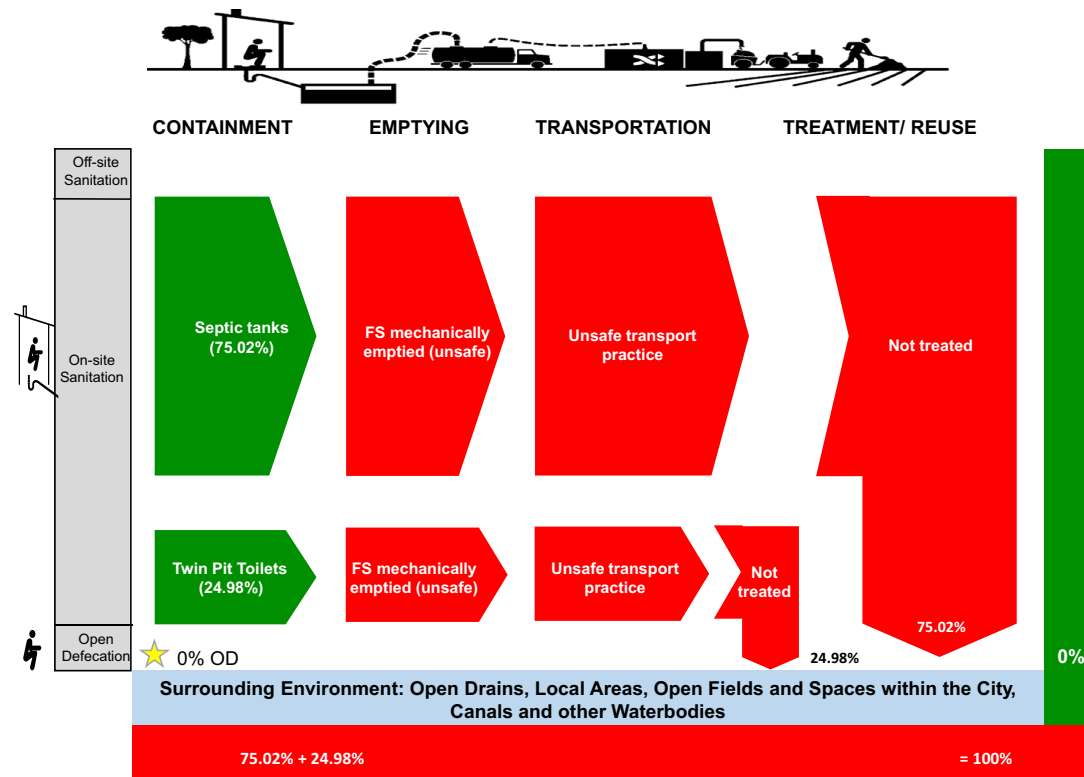 CONTAINMENT
EMPTYING
TRANSPORTATION
TREATMENT/ REUSE
Off-site
Sanitation
On-site
Sanitation
Open
Defecation
Septic tanks
(75.02%)
FS mechanically
emptied (unsafe)
Unsafe transport
practice
Not treated
Twin Pit Toilets
(24.98%)
FS mechanically
emptied (unsafe)
Unsafe transport
practice
Not
treated
75.02%
24.98%
0% OD
0%
Surrounding Environment: Open Drains, Local Areas, Open Fields and Spaces within the City,
Canals and other Waterbodies
75.02% + 24.98%
= 100%